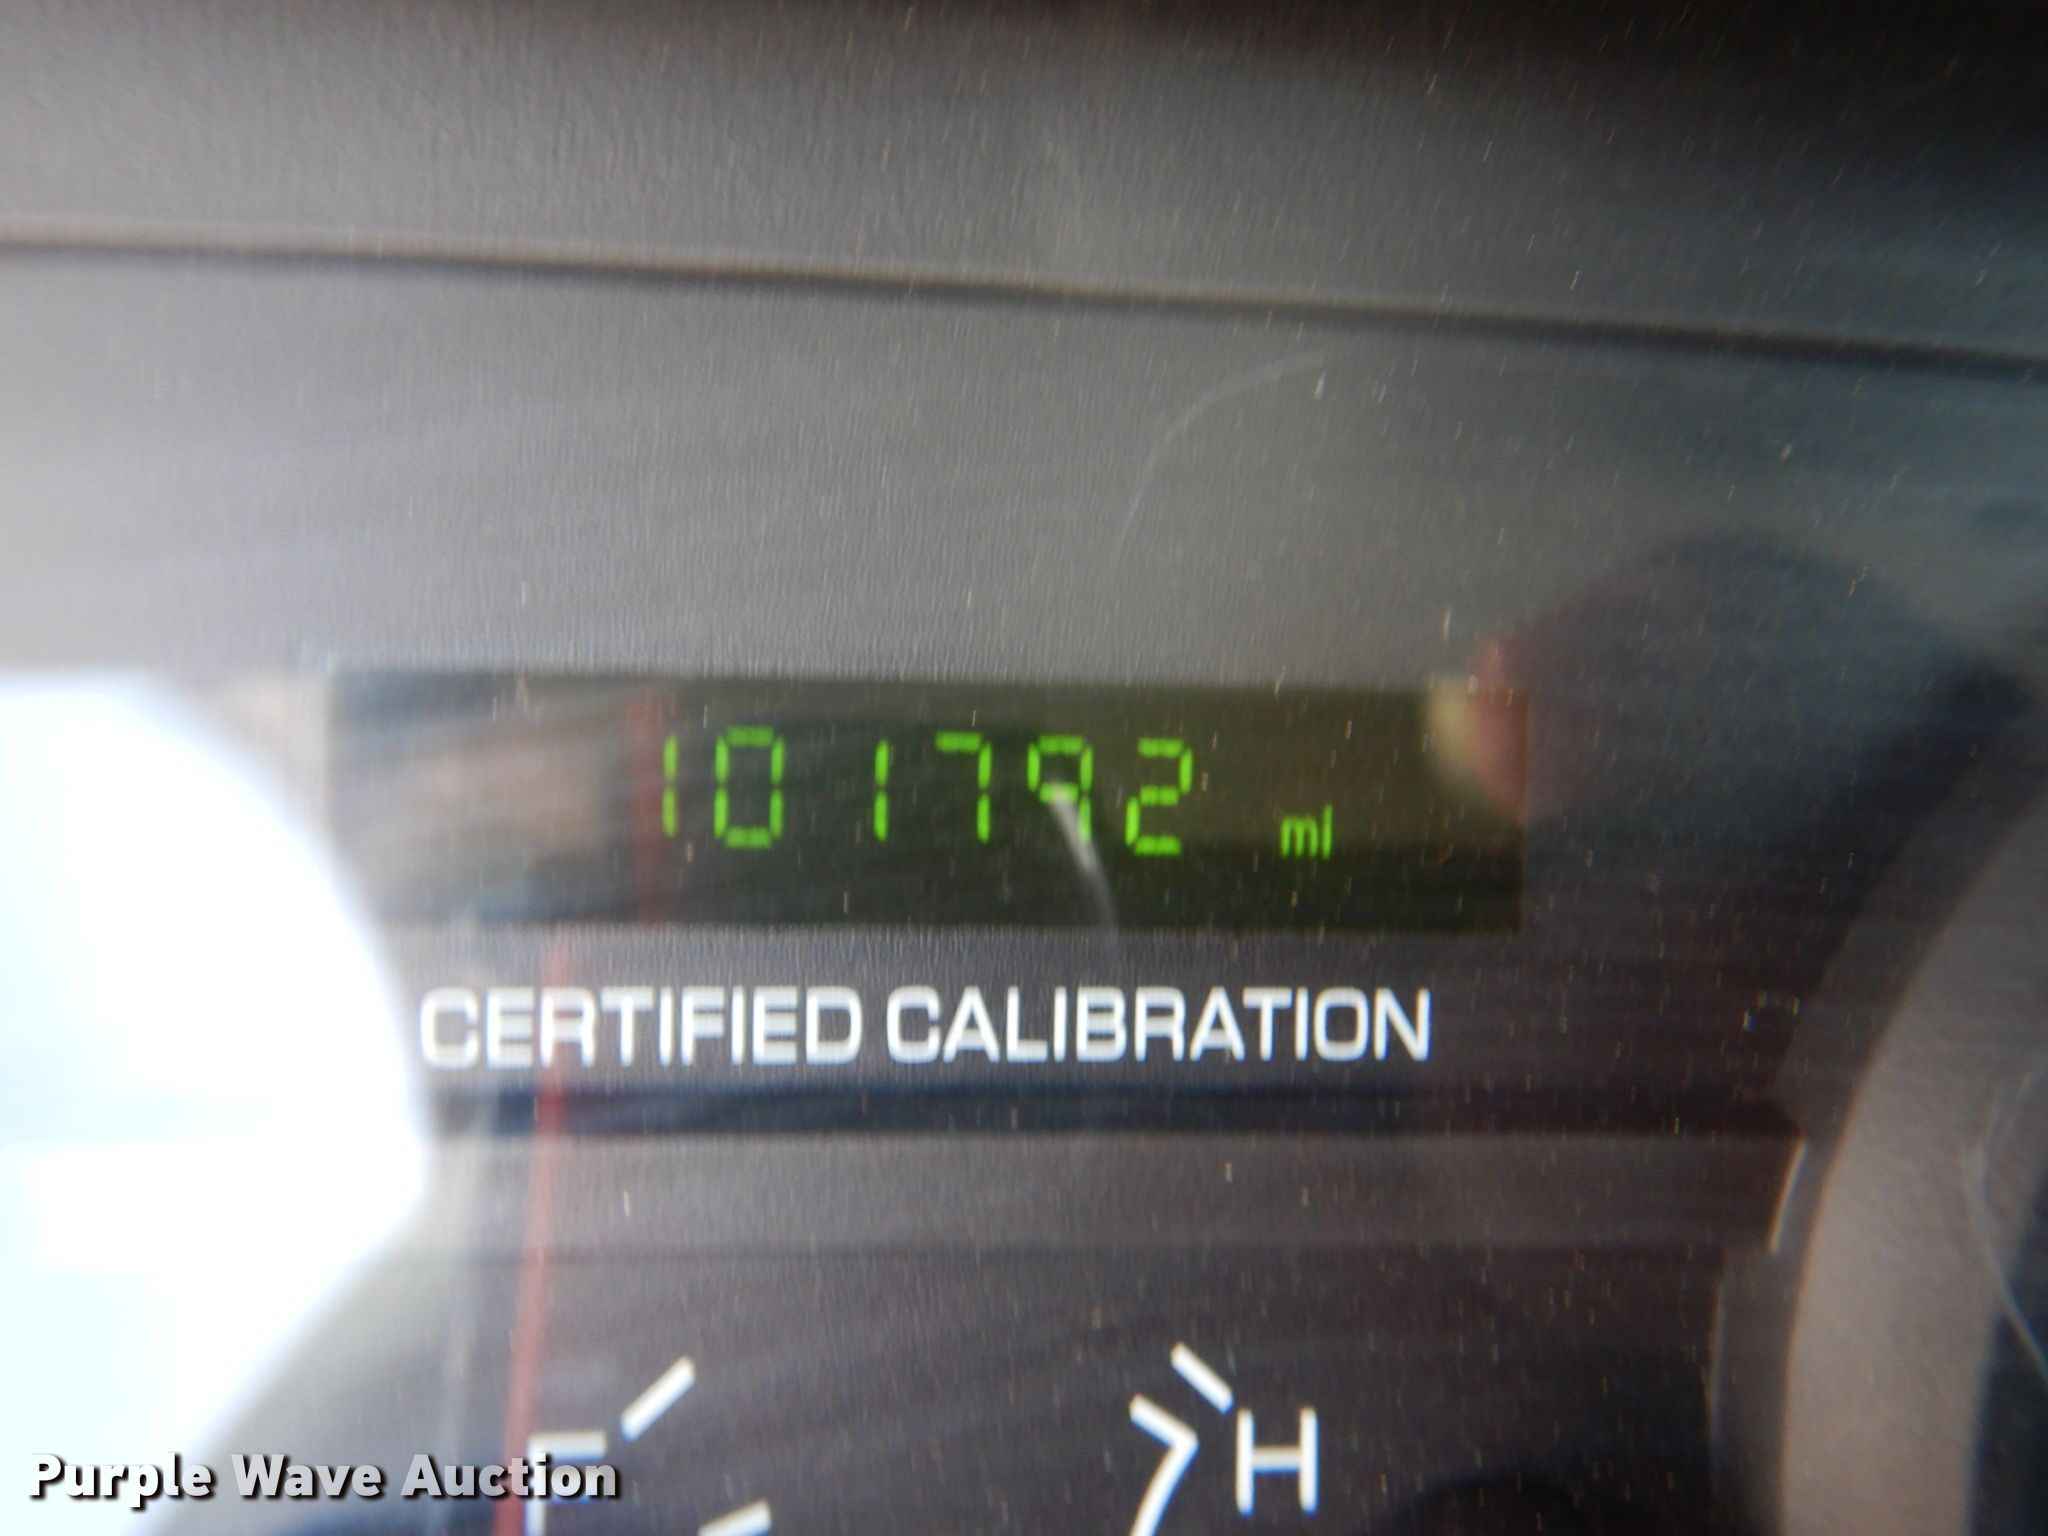 101792 mi
CERTIFIED CALIBRATION
F
H
Purple Wave Auction